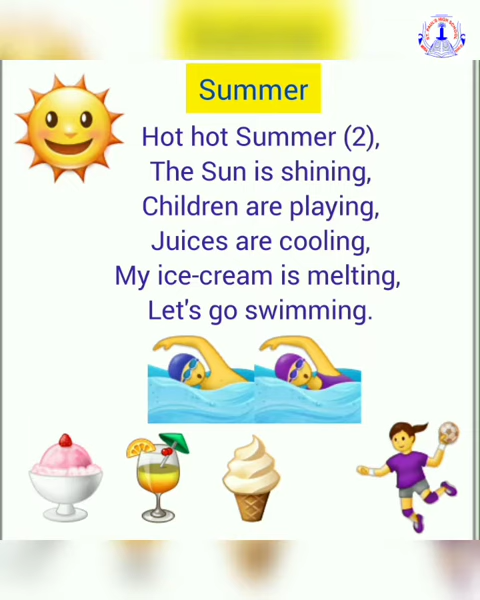 Summer
Hot hot Summer (2),
The Sun is shining,
Children are playing,
Juices are cooling,
My ice-cream is melting,
Let's go swimming.